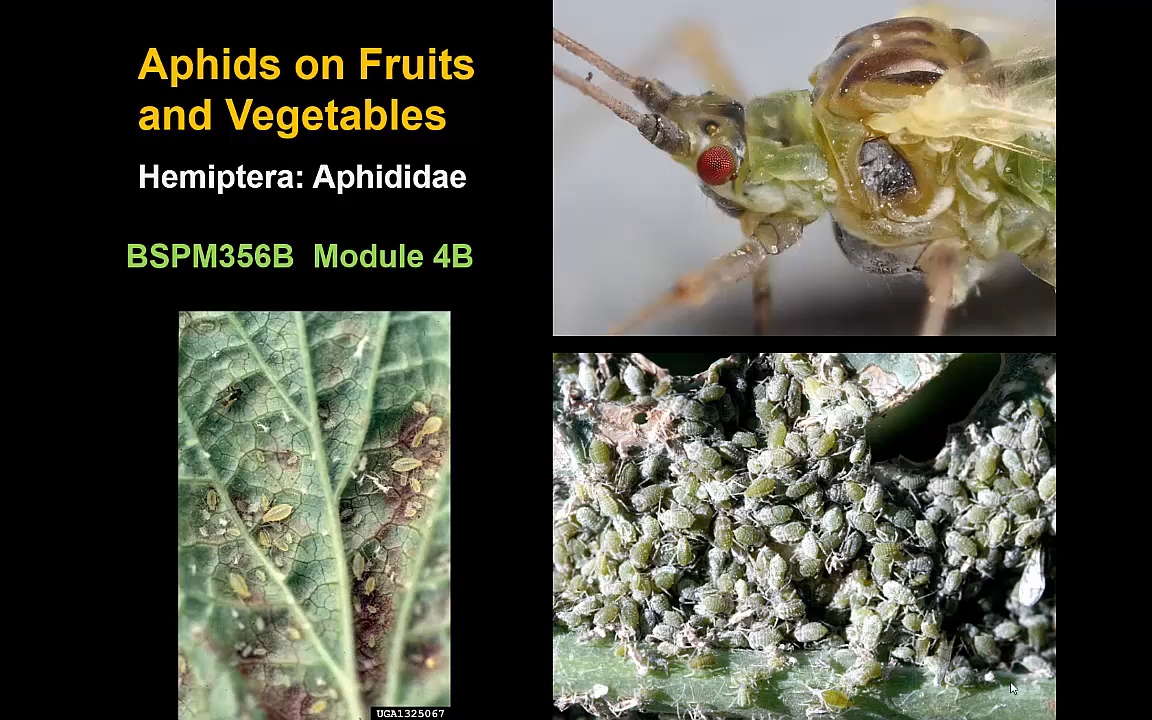 Aphids on Fruits
and Vegetables
Hemiptera: Aphididae
BSPM356B  Module 4B
UGA1325067